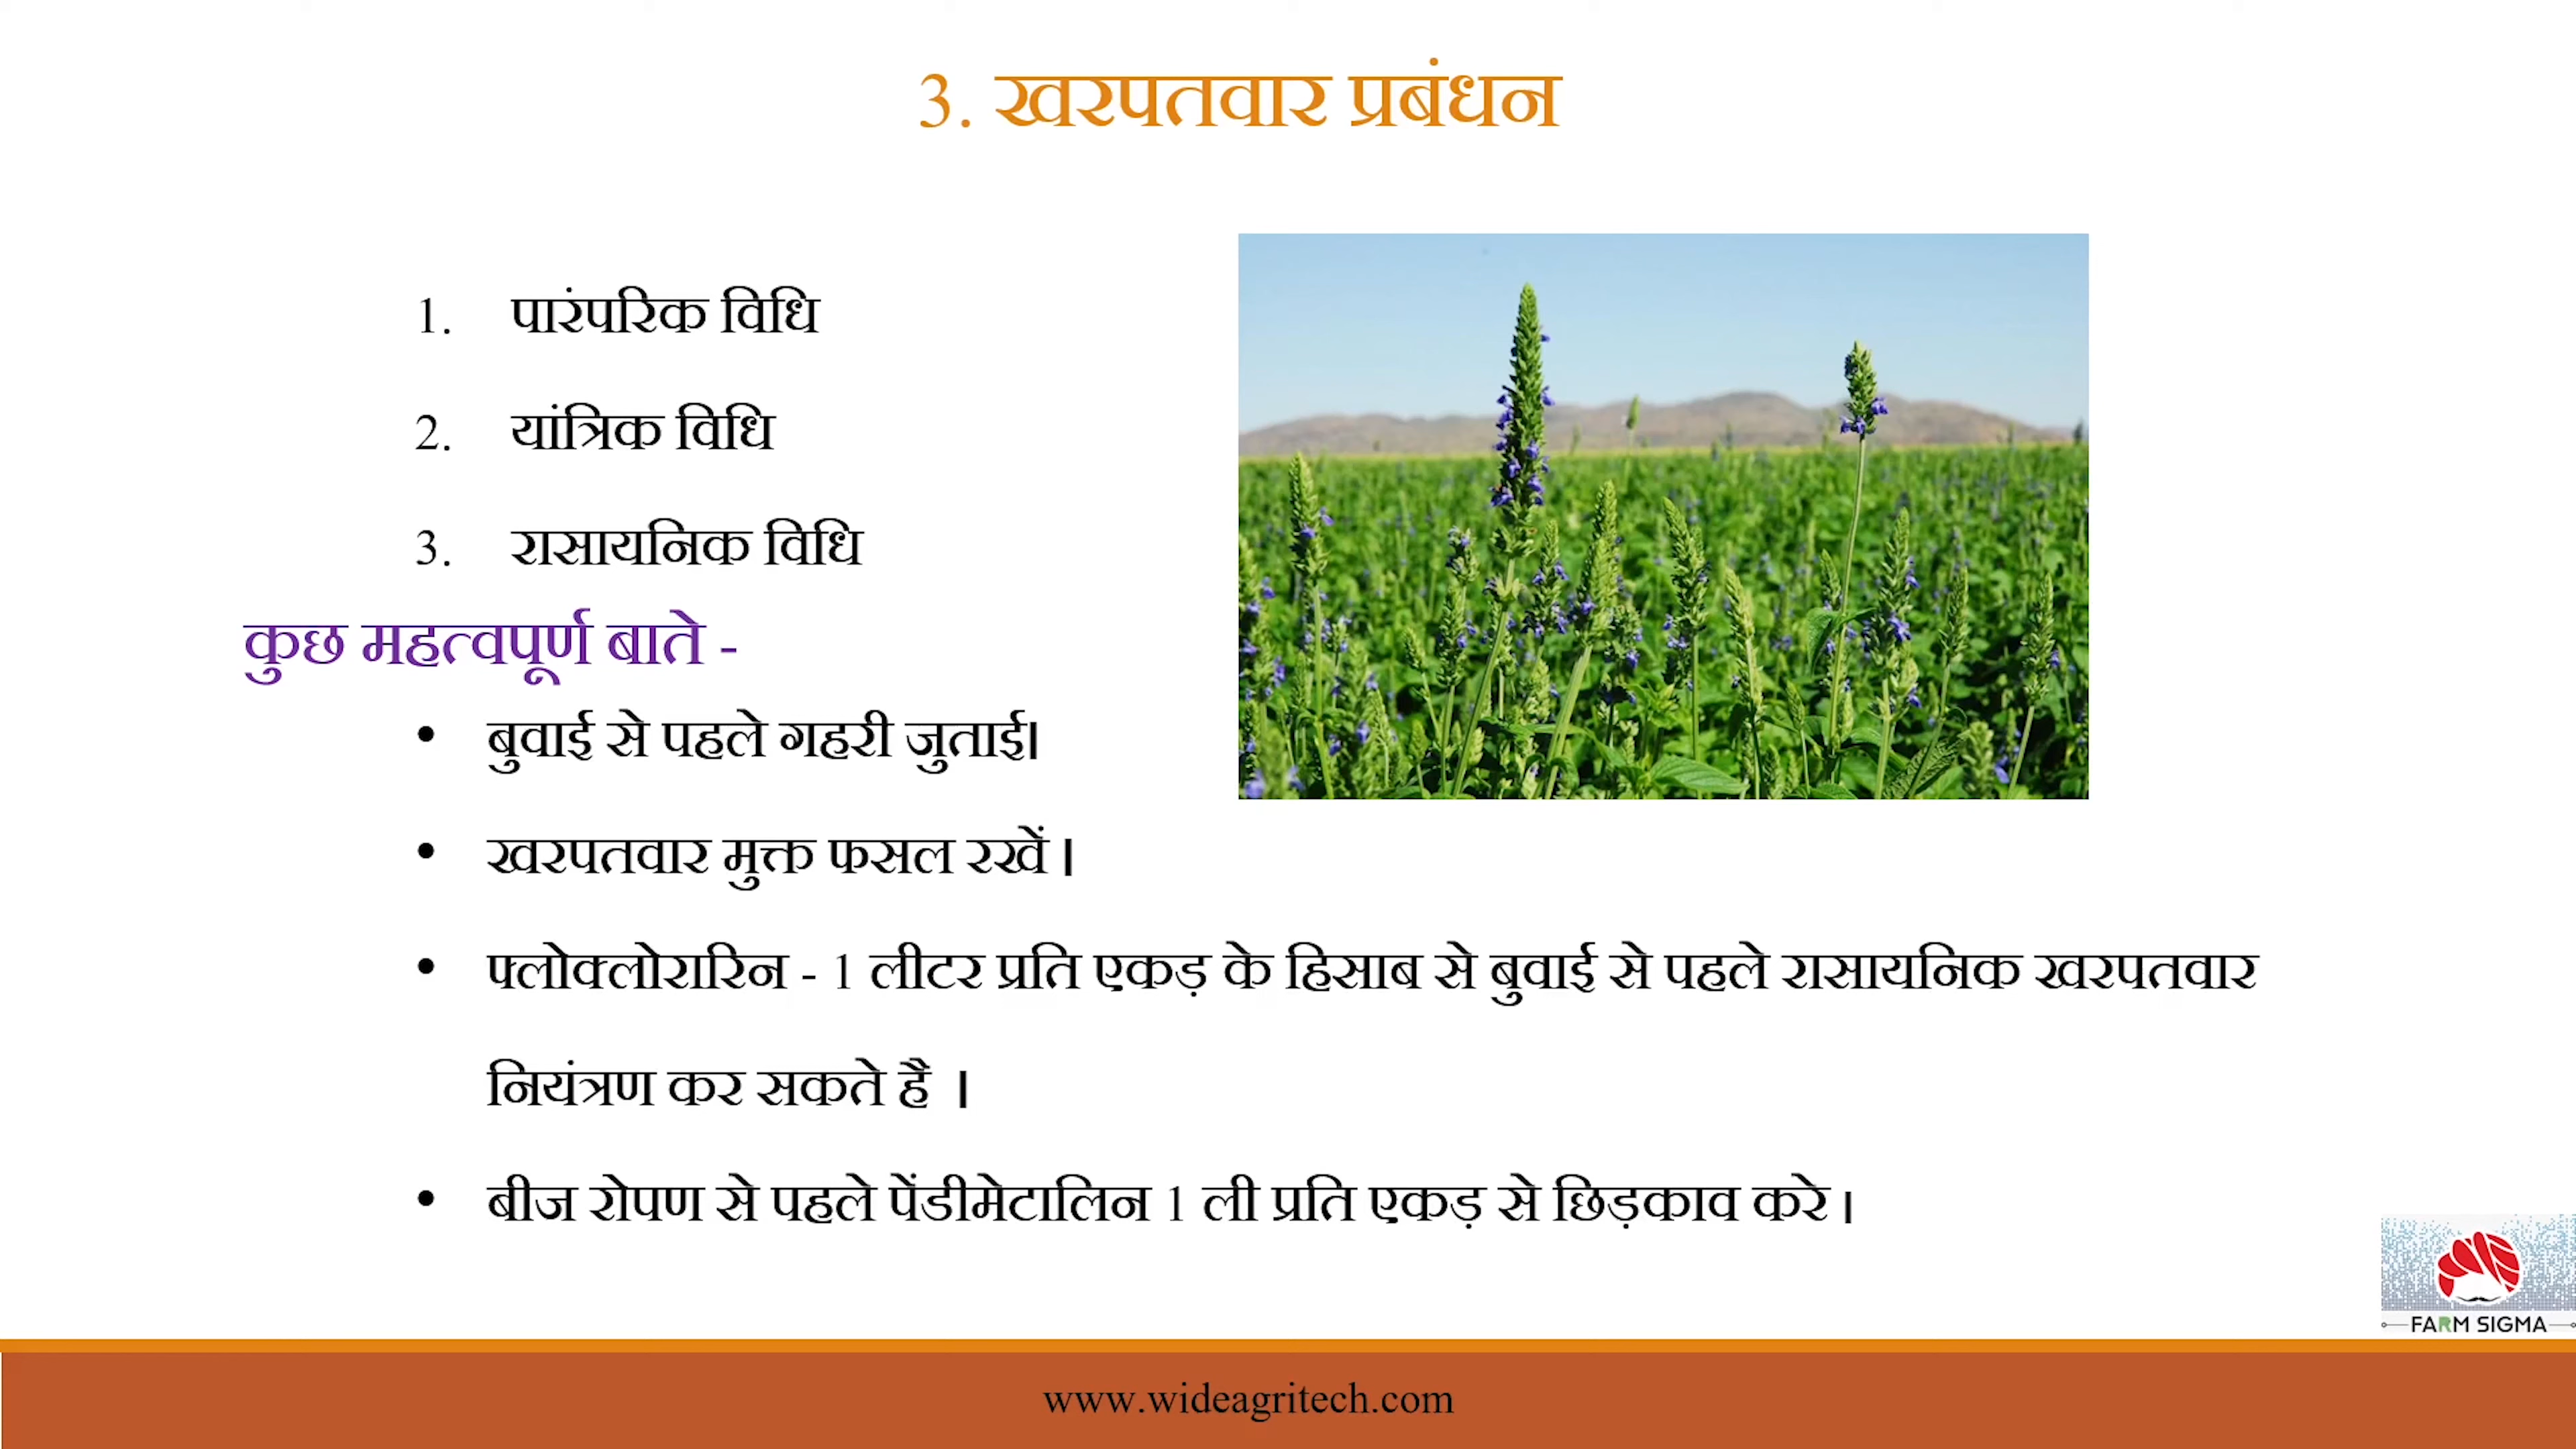 3. खरपतवार प्रबंधन
1. पारंपरिक विधि
2. यांत्रिक विधि
3. रासायनिक विधि
कुछ महत्वपूर्ण बाते -
• बुवाई से पहले गहरी जुताई।
• खरपतवार मुक्त फसल रखें।
• फ्लोक्लोरारिन - 1 लीटर प्रति एकड़ के हिसाब से बुवाई से पहले रासायनिक खरपतवार
नियंत्रण कर सकते है ।
• बीज रोपण से पहले पेंडीमेटालिन 1 ली प्रति एकड़ से छिड़काव करे।
FARM SIGMA
www.wideagritech.com